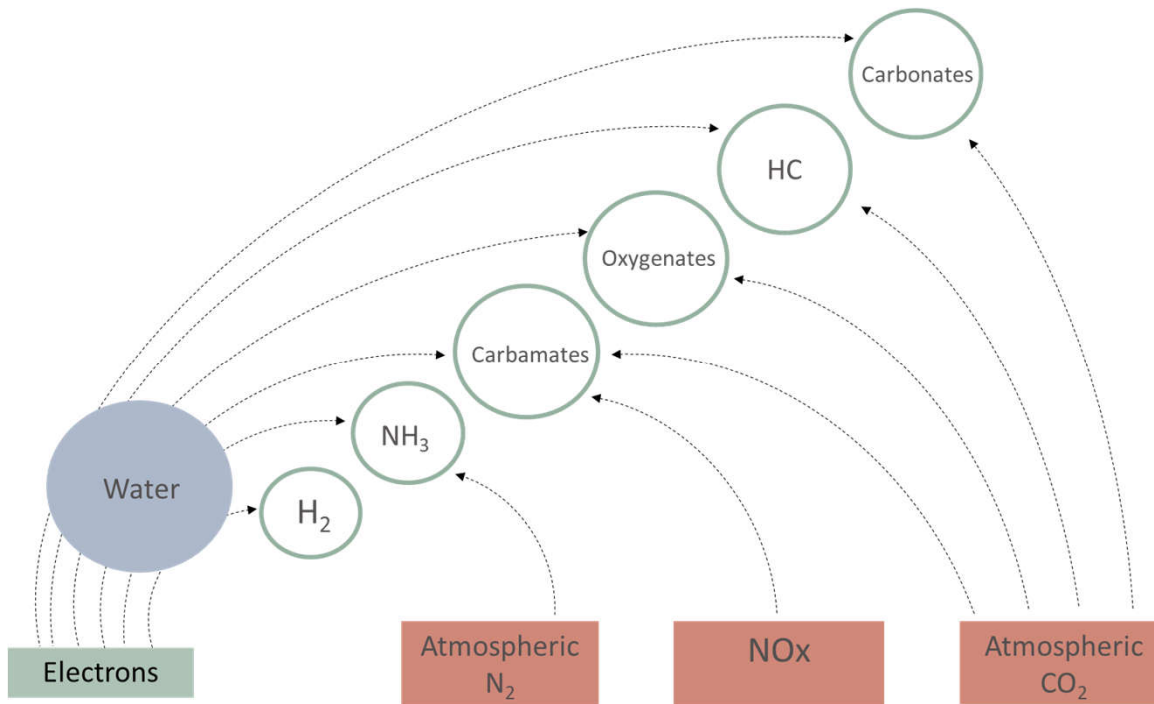 Carbonates
HC
Oxygenates
Carbamates
NH₃
Water
H₂
Electrons
Atmospheric
N₂
NOx
Atmospheric
CO₂